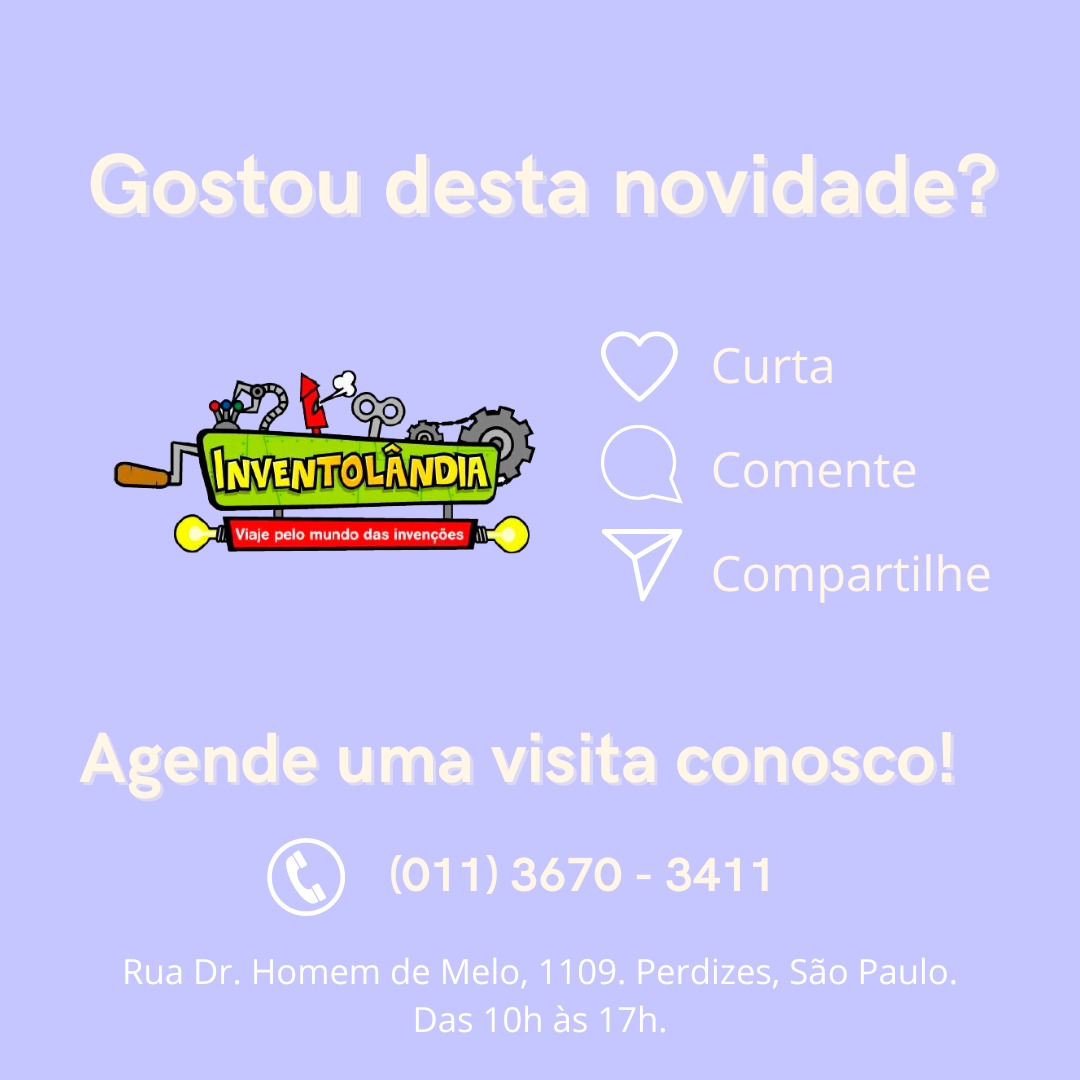 Gostou desta novidade?
INVENTOLÂNDIA
Viaje pelo mundo das invenções
Curta
Comente
Compartilhe
Agende uma visita conosco!
(011) 3670 - 3411
Rua Dr. Homem de Melo, 1109. Perdizes, São Paulo.
Das 10h às 17h.